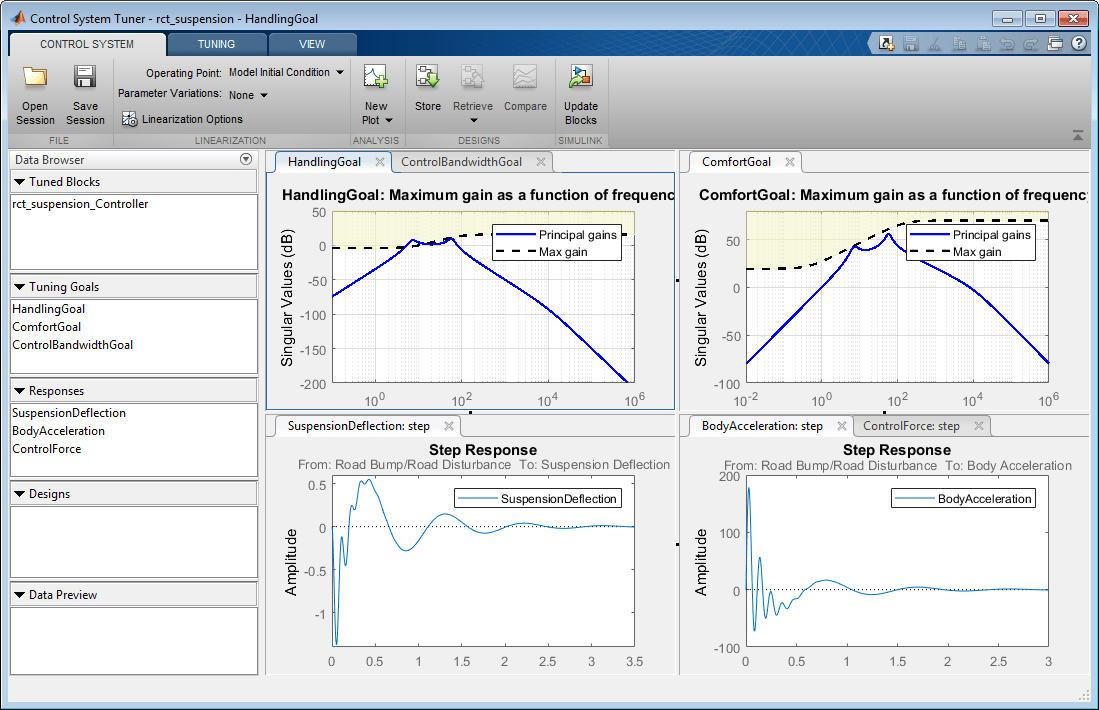 Control System Tuner - rct_suspension - HandlingGoal
CONTROL SYSTEM
TUNING
VIEW
Open Session
Save Session
FILE
Operating Point: Model Initial Condition
Parameter Variations: None
Linearization Options
LINEARIZATION
New Plot
ANALYSIS
Store
Retrieve
Compare
DESIGNS
Update Blocks
SIMULINK
Data Browser
Tuned Blocks
rct_suspension_Controller
Tuning Goals
HandlingGoal
ComfortGoal
ControlBandwidthGoal
Responses
SuspensionDeflection
BodyAcceleration
ControlForce
Designs
Data Preview
HandlingGoal
ControlBandwidthGoal
HandlingGoal: Maximum gain as a function of frequency
Singular Values (dB)
50
0
-50
-100
-150
-200
10^0 10^2 10^4 10^6
Principal gains
Max gain
ComfortGoal
ComfortGoal: Maximum gain as a function of frequenc
Singular Values (dB)
50
0
-50
-100
10^-2 10^0 10^2 10^4 10^6
Principal gains
Max gain
SuspensionDeflection: step
Step Response
From: Road Bump/Road Disturbance To: Suspension Deflection
Amplitude
0.5
0
-0.5
-1
0 0.5 1 1.5 2 2.5 3 3.5
SuspensionDeflection
BodyAcceleration: step
ControlForce: step
Step Response
From: Road Bump/Road Disturbance To: Body Acceleration
Amplitude
200
100
0
-100
0 0.5 1 1.5 2 2.5 3
BodyAcceleration